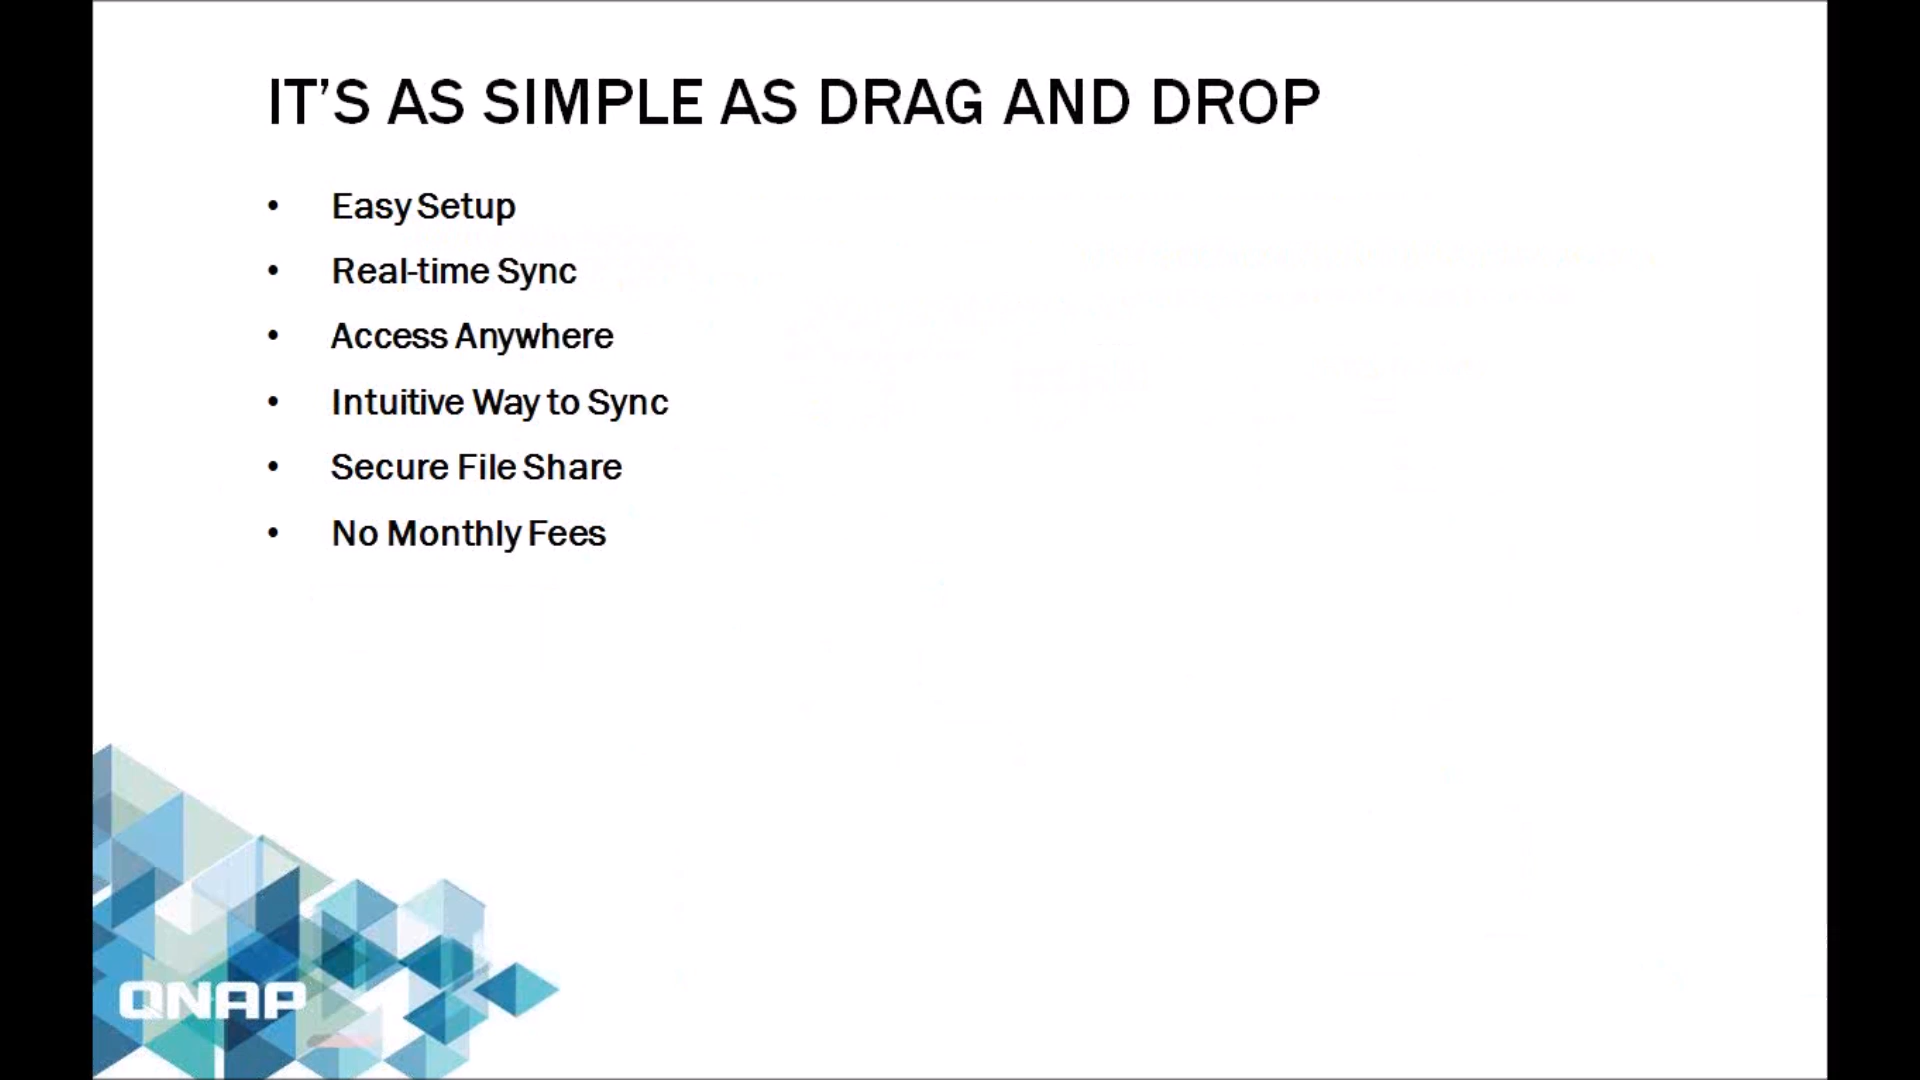 IT’S AS SIMPLE AS DRAG AND DROP
• Easy Setup
• Real-time Sync
• Access Anywhere
• Intuitive Way to Sync
• Secure File Share
• No Monthly Fees
QNAP